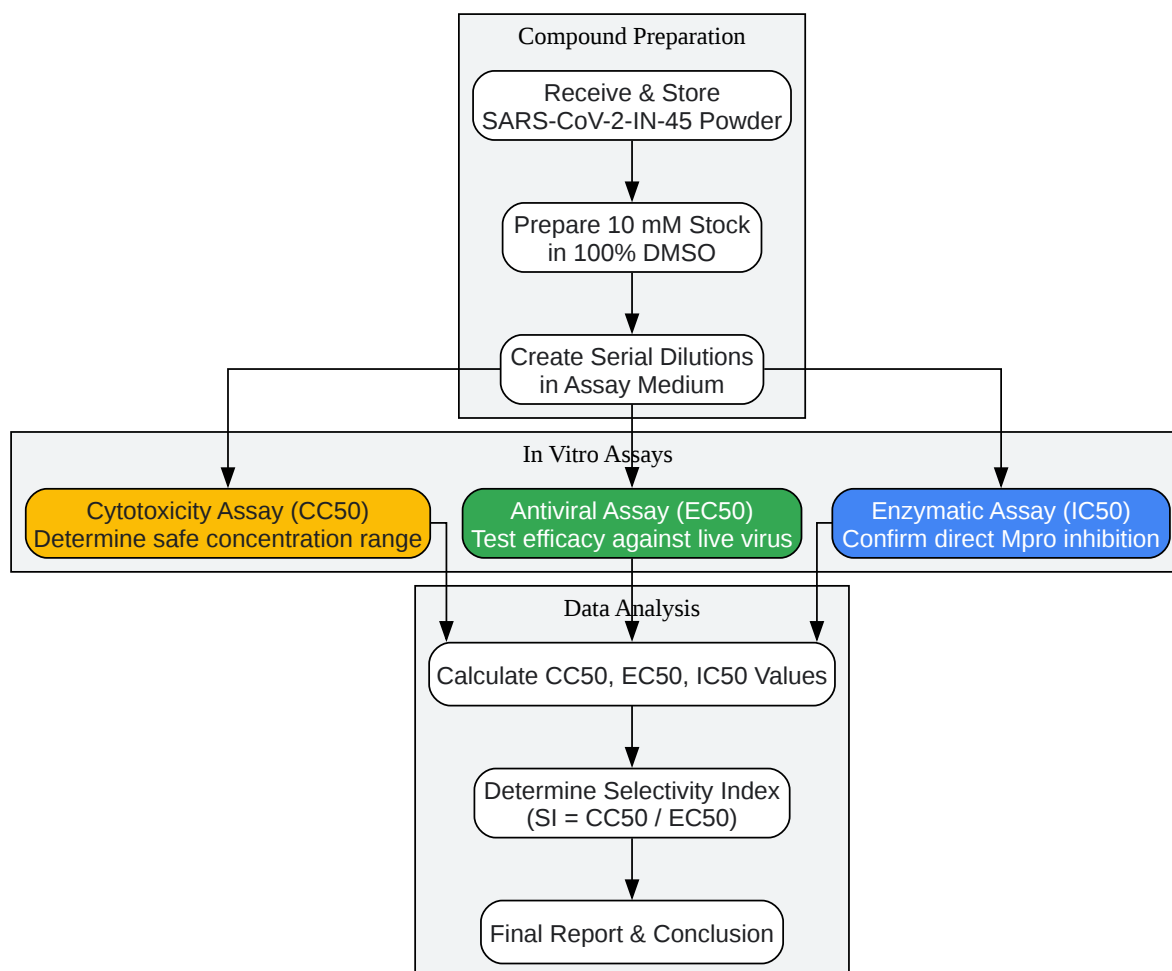 Compound Preparation
Receive & Store
SARS-CoV-2-IN-45 Powder
Prepare 10 mM Stock
in 100% DMSO
Create Serial Dilutions
in Assay Medium
In Vitro Assays
Cytotoxicity Assay (CC50)
Determine safe concentration range
Antiviral Assay (EC50)
Test efficacy against live virus
Enzymatic Assay (IC50)
Confirm direct Mpro inhibition
Data Analysis
Calculate CC50, EC50, IC50 Values
Determine Selectivity Index
(SI = CC50 / EC50)
Final Report & Conclusion